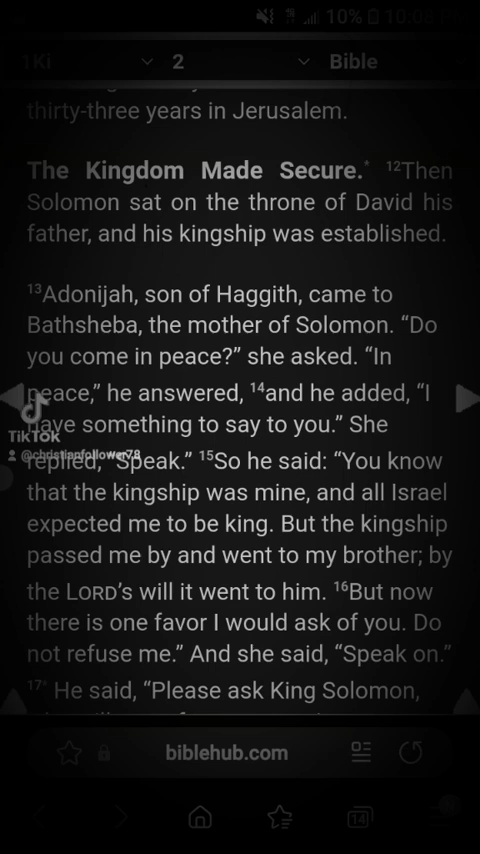 10% 10:05 PM
1Ki 2 Bible
thirty-three years in Jerusalem.
The Kingdom Made Secure.* 12Then
Solomon sat on the throne of David his
father, and his kingship was established.
13Adonijah, son of Haggith, came to
Bathsheba, the mother of Solomon. “Do
you come in peace?” she asked. “In
peace,” he answered, 14and he added, “I
have something to say to you.” She
TikTok
@christianfollower78
replied, “Speak.” 15So he said: “You know
that the kingship was mine, and all Israel
expected me to be king. But the kingship
passed me by and went to my brother; by
the LORD’s will it went to him. 16But now
there is one favor I would ask of you. Do
not refuse me.” And she said, “Speak on.”
17* He said, “Please ask King Solomon,
biblehub.com
14